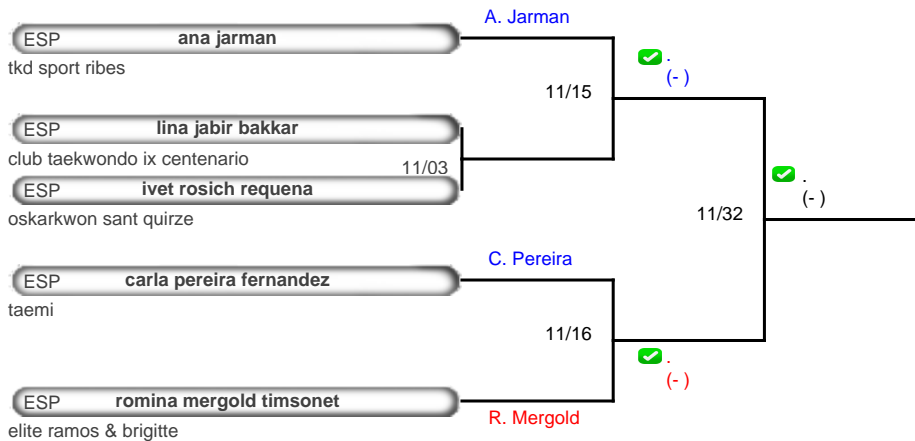 A. Jarman
ESP ana jarman
tkd sport ribes
.
(- )
11/15
ESP lina jabir bakkar
club taekwondo ix centenario
11/03
ESP ivet rosich requena
oskarkwon sant quirze
.
(- )
11/32
C. Pereira
ESP carla pereira fernandez
taemi
11/16
.
(- )
ESP romina mergold timsonet
R. Mergold
elite ramos & brigitte